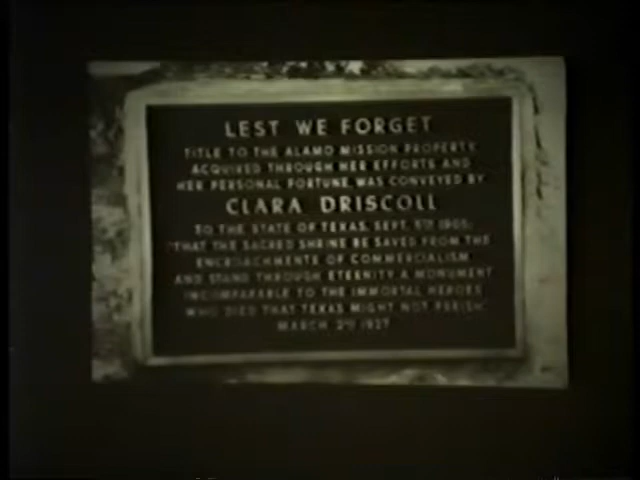 LEST WE FORGET
TITLE TO THE ALAMO MISSION PROPERTY
ACQUIRED THROUGH HER EFFORTS AND
HER PERSONAL FORTUNE, WAS CONVEYED BY
CLARA DRISCOLL
TO THE STATE OF TEXAS, SEPT. 5TH 1905;
"THAT THE SACRED SHRINE BE SAVED FROM THE
ENCROACHMENTS OF COMMERCIALISM
AND STAND THROUGH ETERNITY A MONUMENT
INCOMPARABLE TO THE IMMORTAL HEROES
WHO DIED THAT TEXAS MIGHT NOT PERISH.
MARCH 2ND 1927